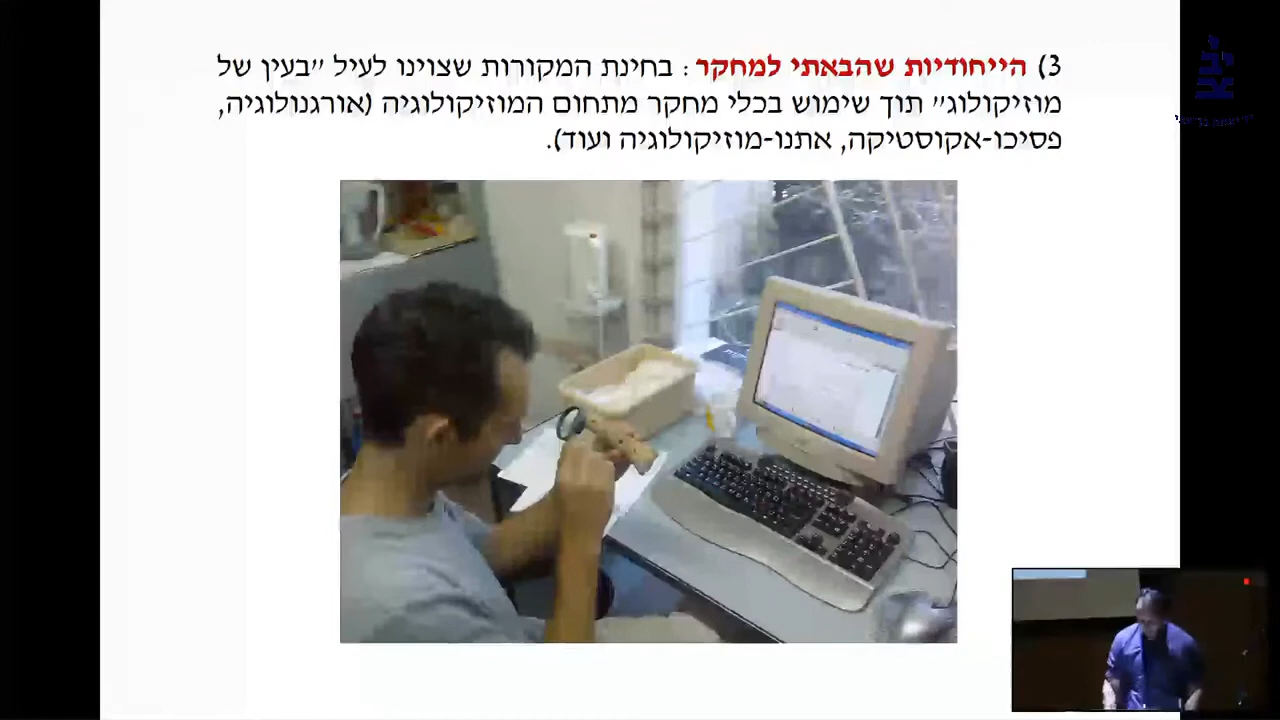 3) הייחודיות שהבאתי למחקר: בחינת המקורות שצוינו לעיל "בעין של
מוזיקולוג" תוך שימוש בכלי מחקר מתחום המוזיקולוגיה (אורגנולוגיה,
פסיכו-אקוסטיקה, אתנו-מוזיקולוגיה ועוד).